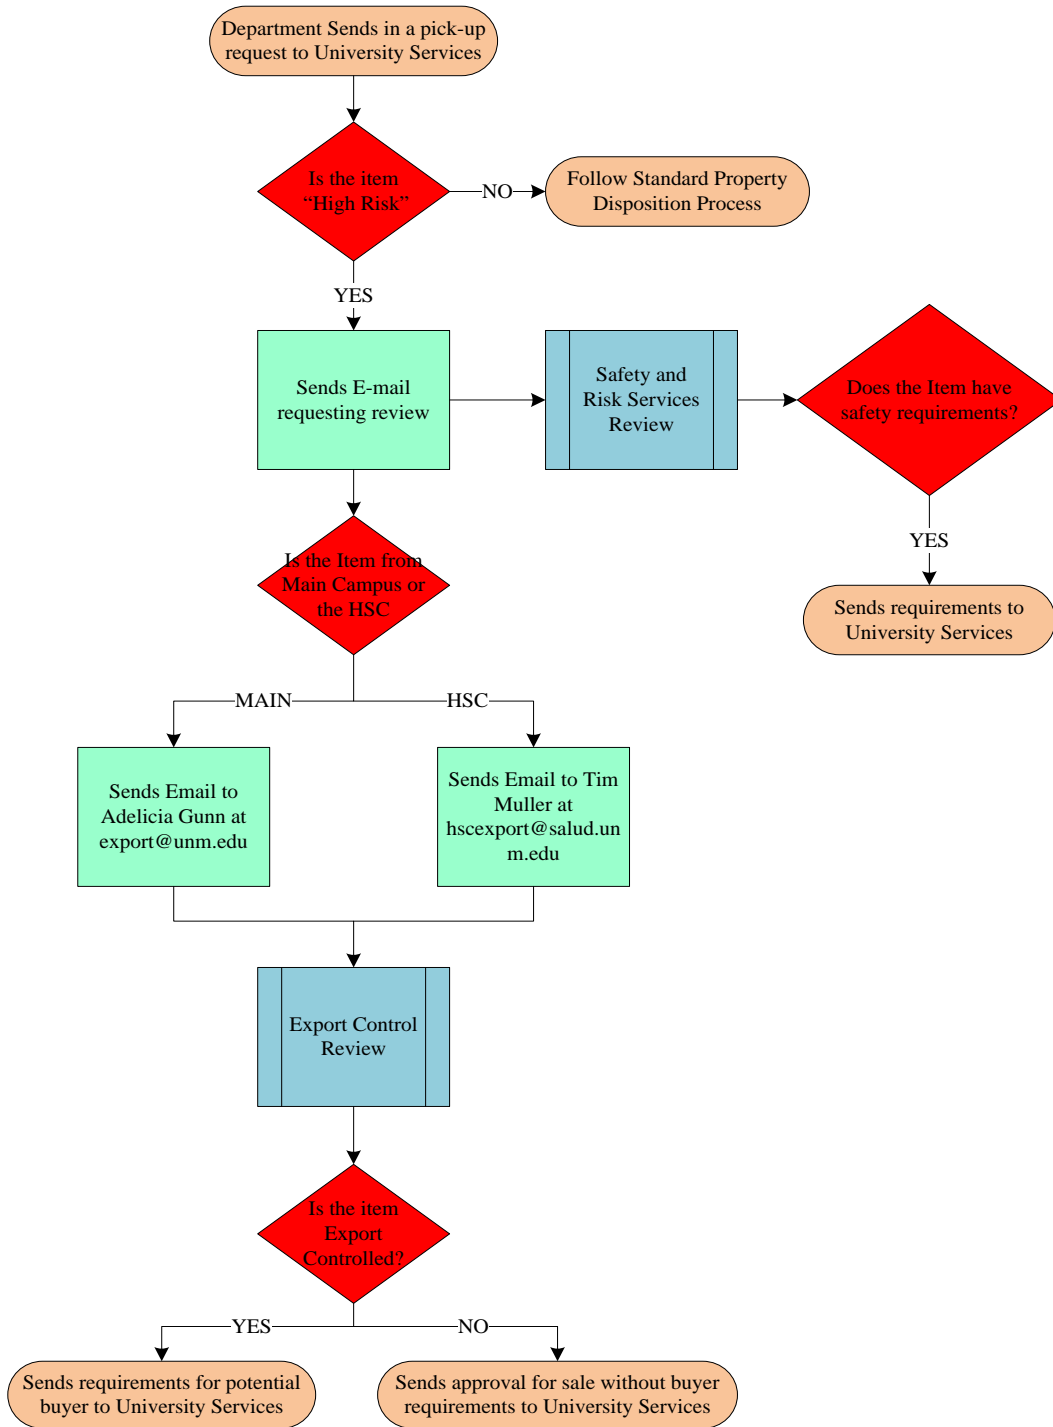 Department Sends in a pick-up
request to University Services
Is the item
“High Risk”
NO
Follow Standard Property
Disposition Process
YES
Sends E-mail
requesting review
Safety and
Risk Services
Review
Does the Item have
safety requirements?
YES
Sends requirements to
University Services
Is the Item from
Main Campus or
the HSC
MAIN
HSC
Sends Email to
Adelicia Gunn at
export@unm.edu
Sends Email to Tim
Muller at
hscexport@salud.un
m.edu
Export Control
Review
Is the item
Export
Controlled?
YES
NO
Sends requirements for potential
buyer to University Services
Sends approval for sale without buyer
requirements to University Services